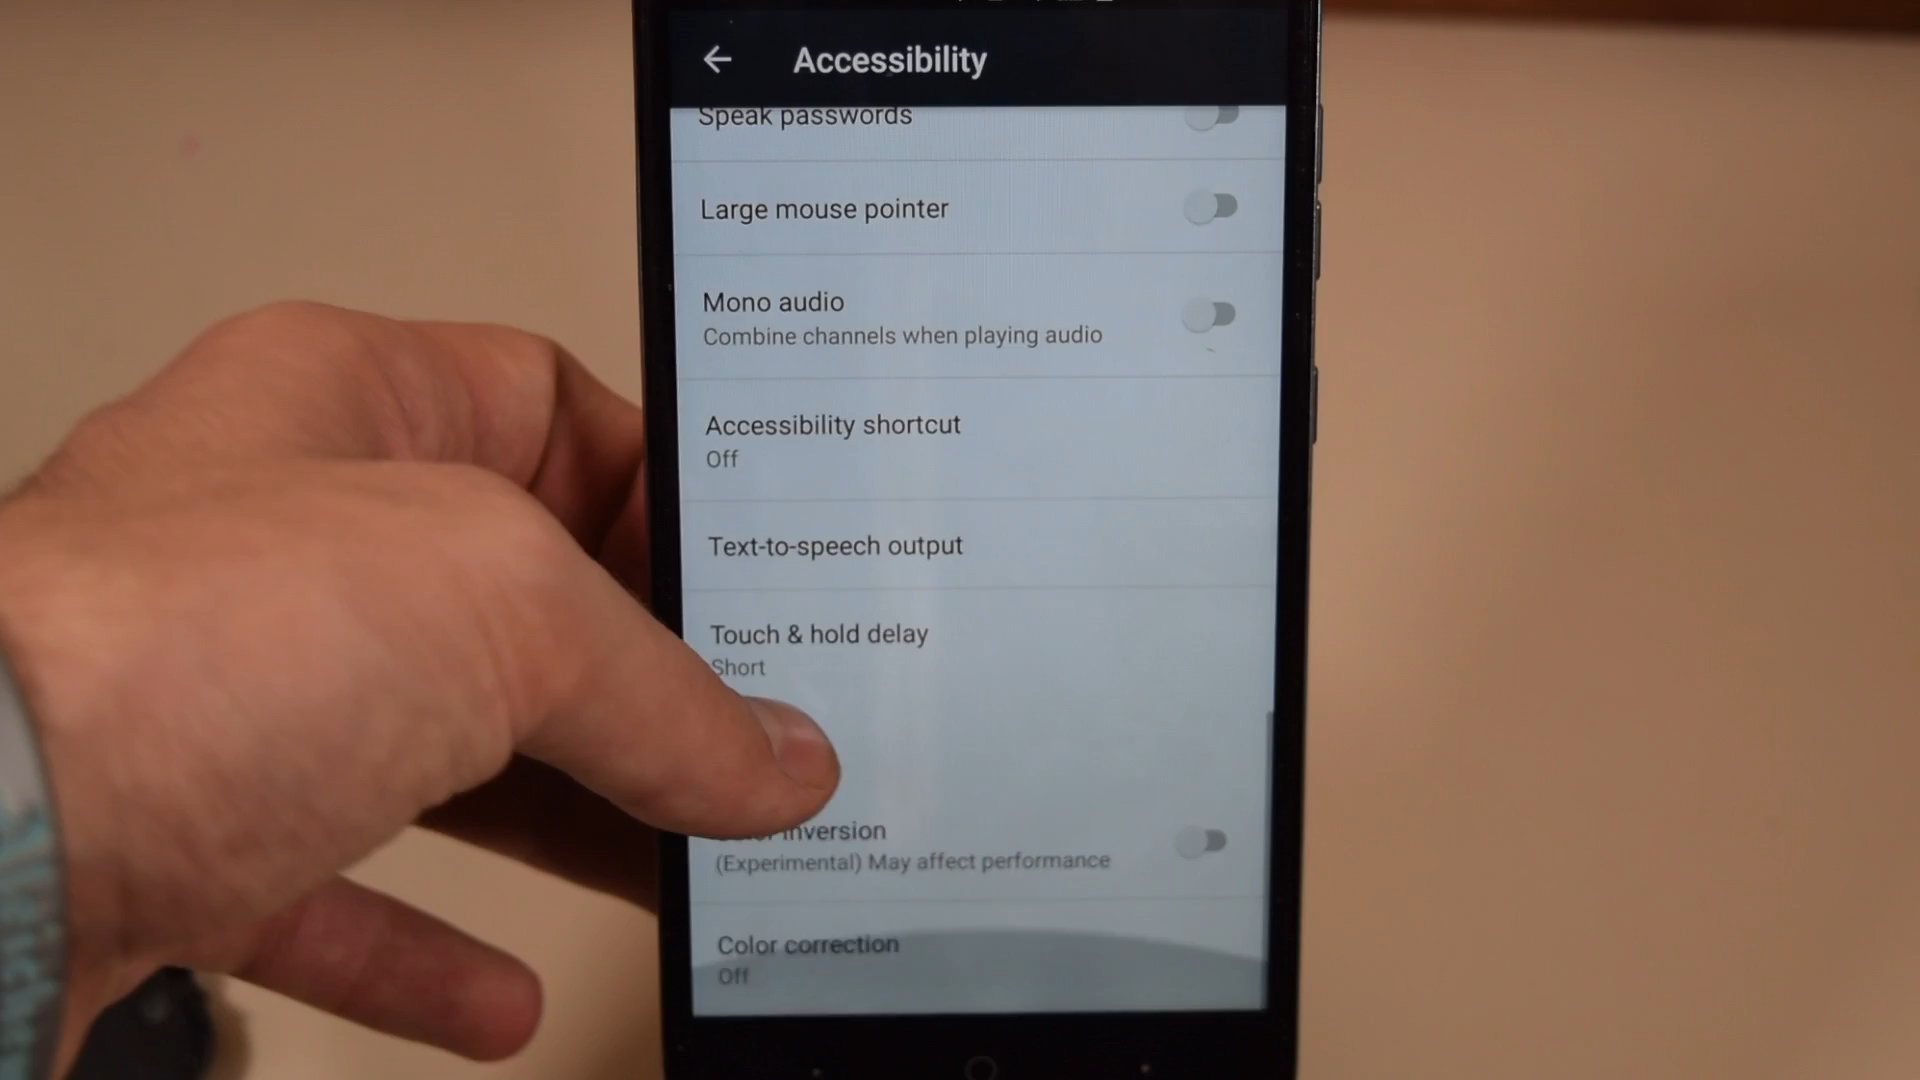 Accessibility
Speak passwords
Large mouse pointer
Mono audio
Combine channels when playing audio
Accessibility shortcut
Off
Text-to-speech output
Touch & hold delay
Short
inversion
(Experimental) May affect performance
Color correction
Off